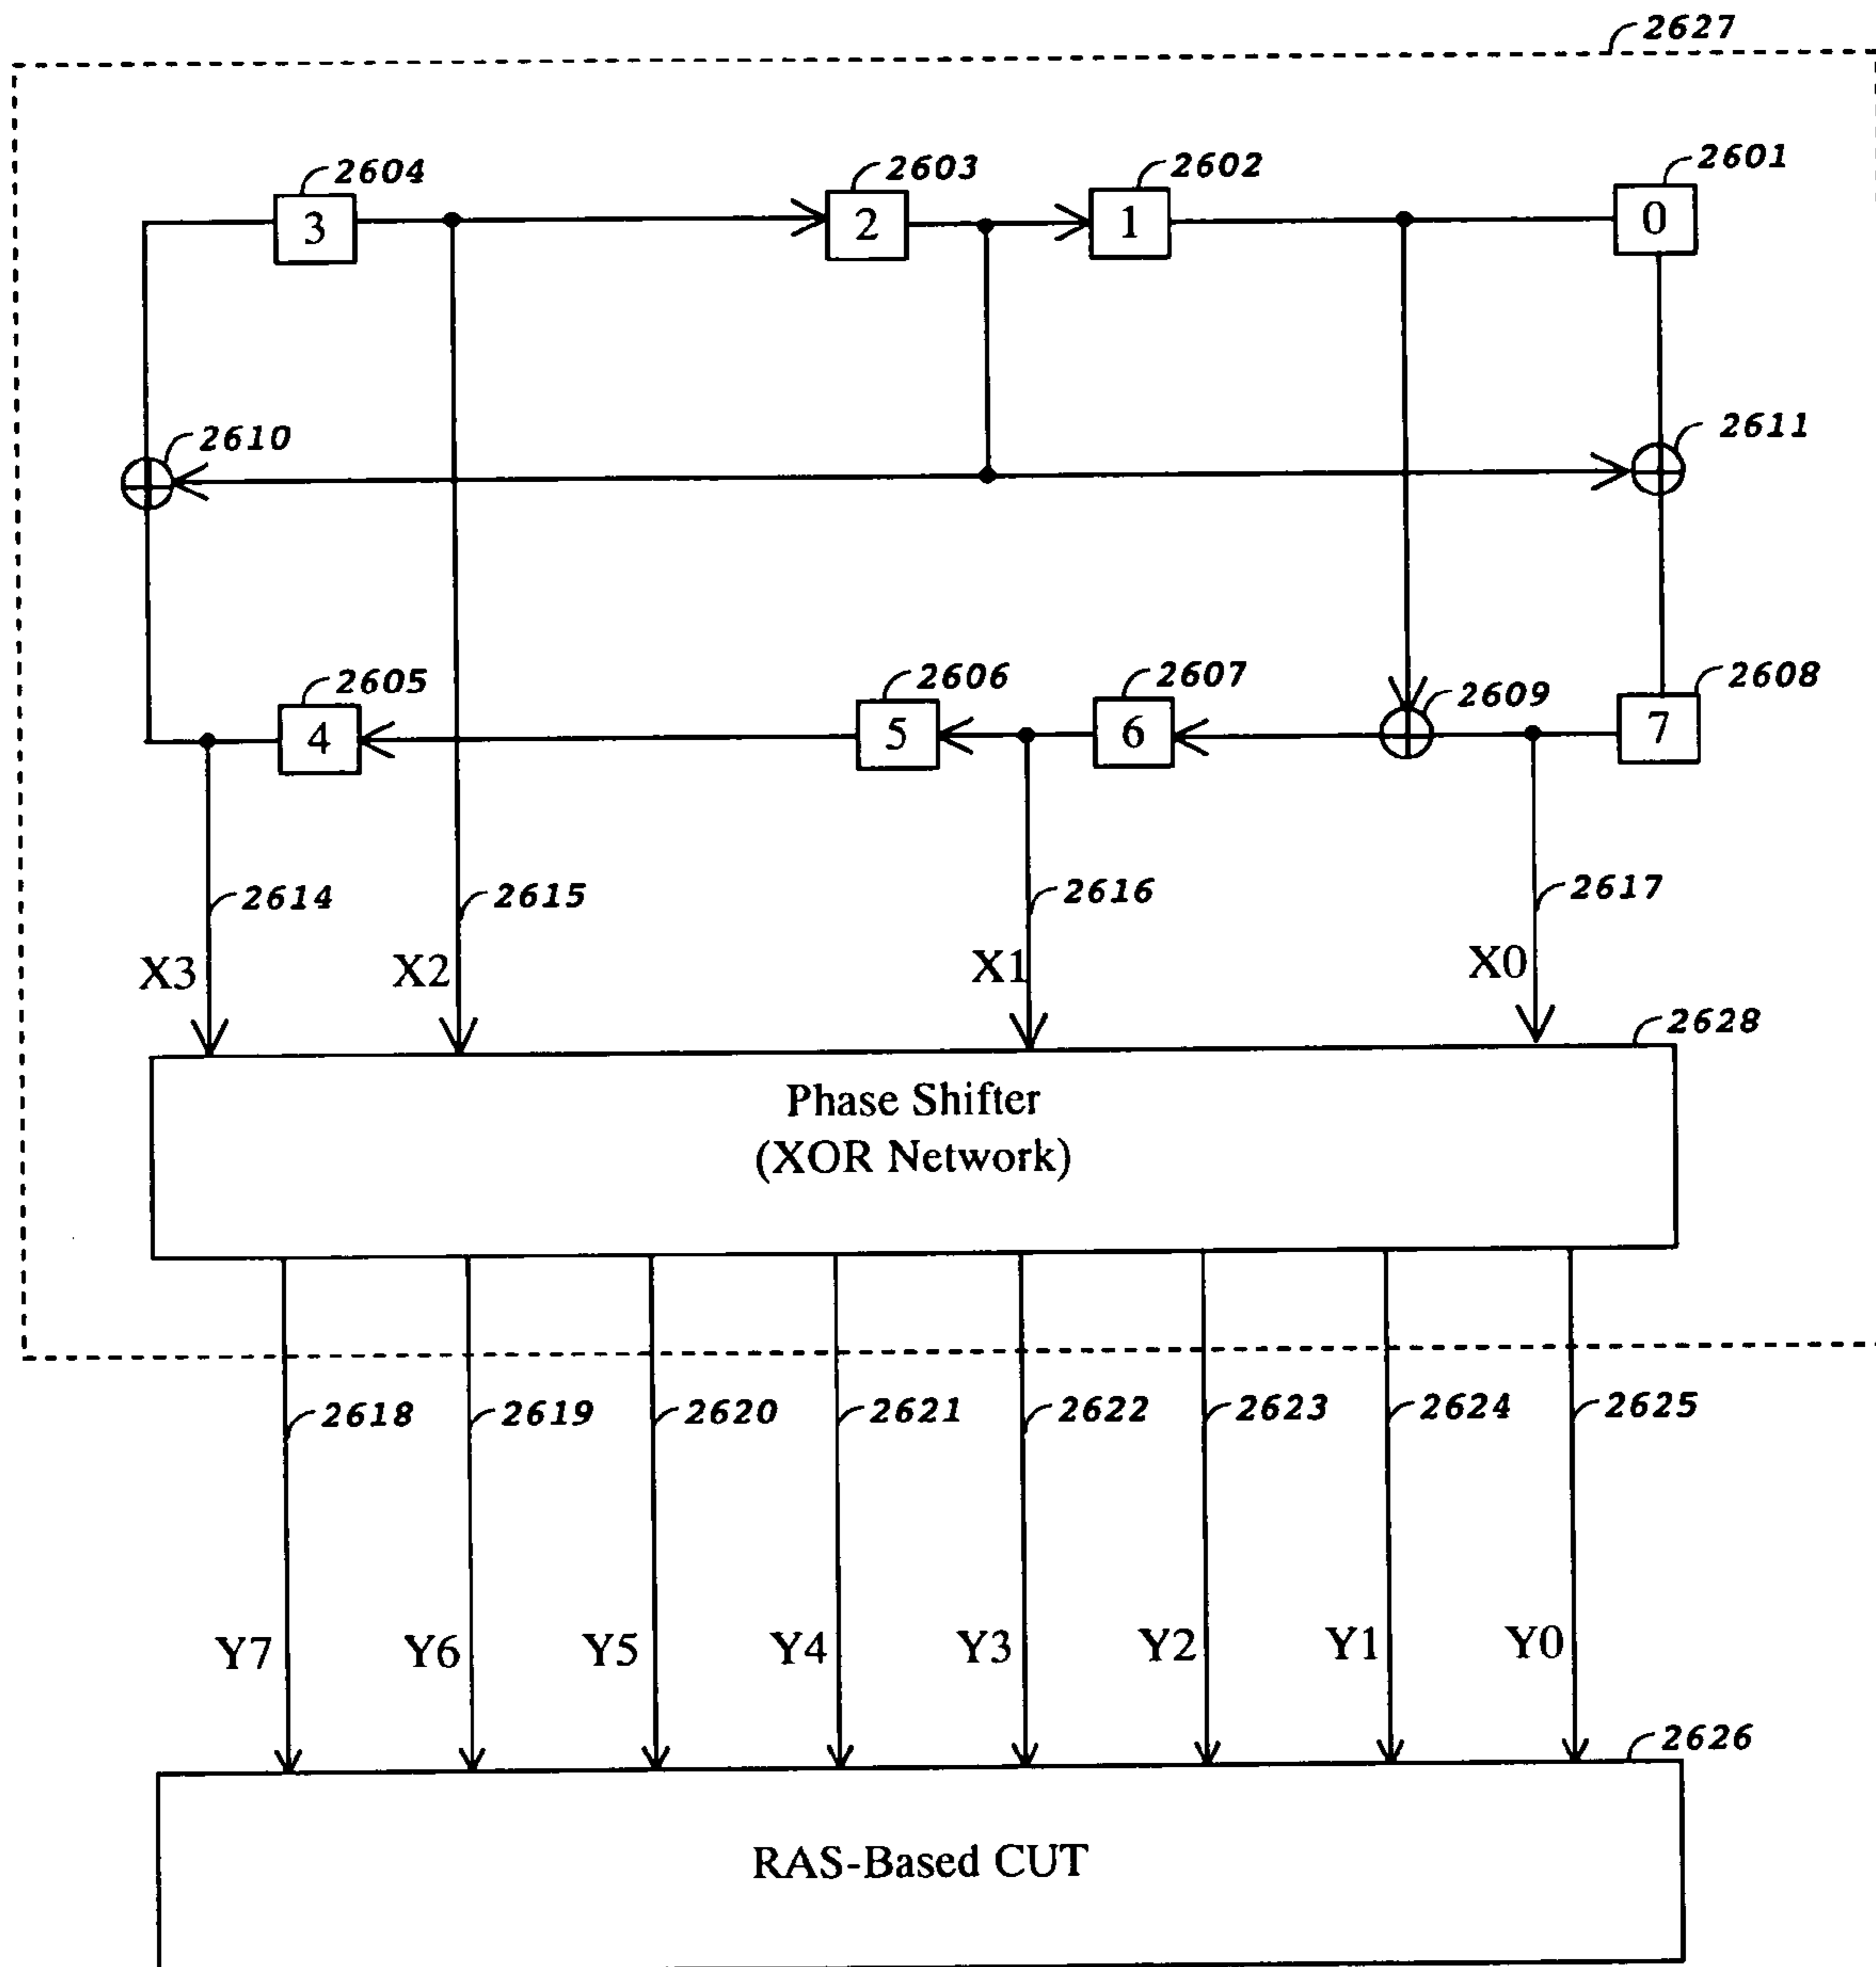 2627
2604
2603
2602
2601
3
2
1
0
2610
2611
2605
2606
2607
2609
2608
4
5
6
7
2614
2615
2616
2617
X3
X2
X1
X0
2628
Phase Shifter
(XOR Network)
2618
2619
2620
2621
2622
2623
2624
2625
Y7
Y6
Y5
Y4
Y3
Y2
Y1
Y0
2626
RAS-Based CUT